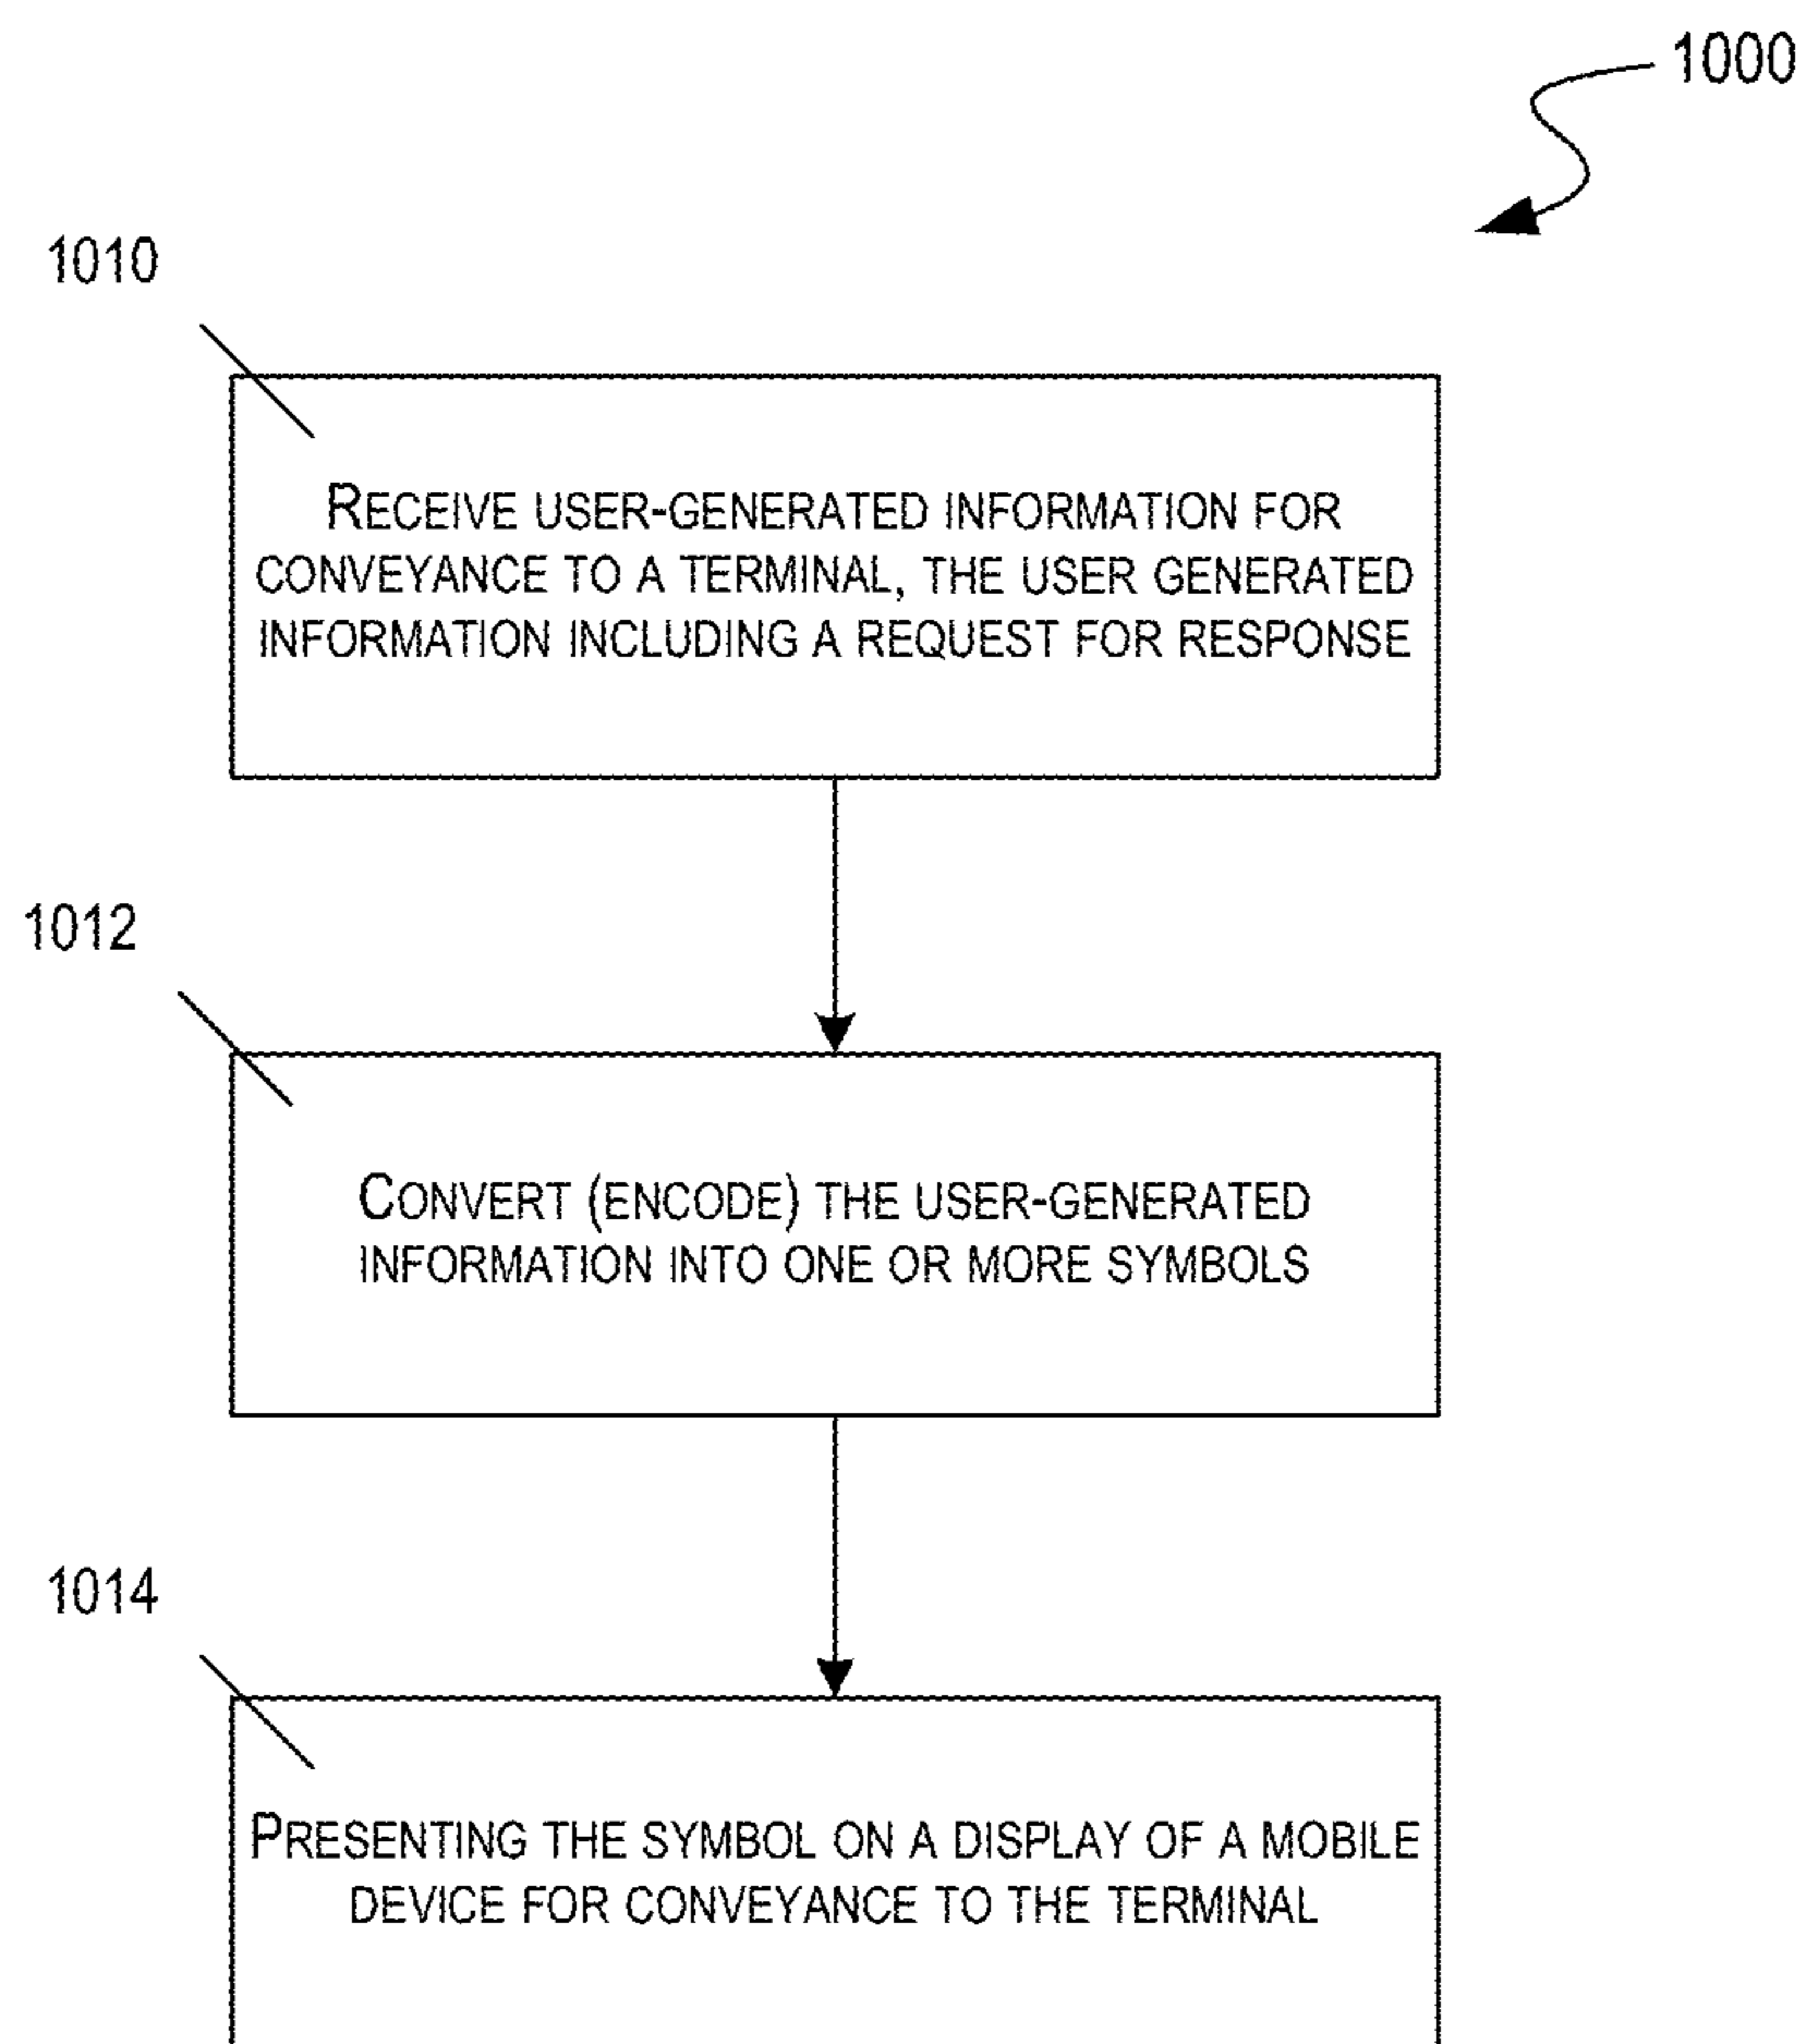 1000
1010
RECEIVE USER-GENERATED INFORMATION FOR
CONVEYANCE TO A TERMINAL, THE USER GENERATED
INFORMATION INCLUDING A REQUEST FOR RESPONSE
1012
CONVERT (ENCODE) THE USER-GENERATED
INFORMATION INTO ONE OR MORE SYMBOLS
1014
PRESENTING THE SYMBOL ON A DISPLAY OF A MOBILE
DEVICE FOR CONVEYANCE TO THE TERMINAL